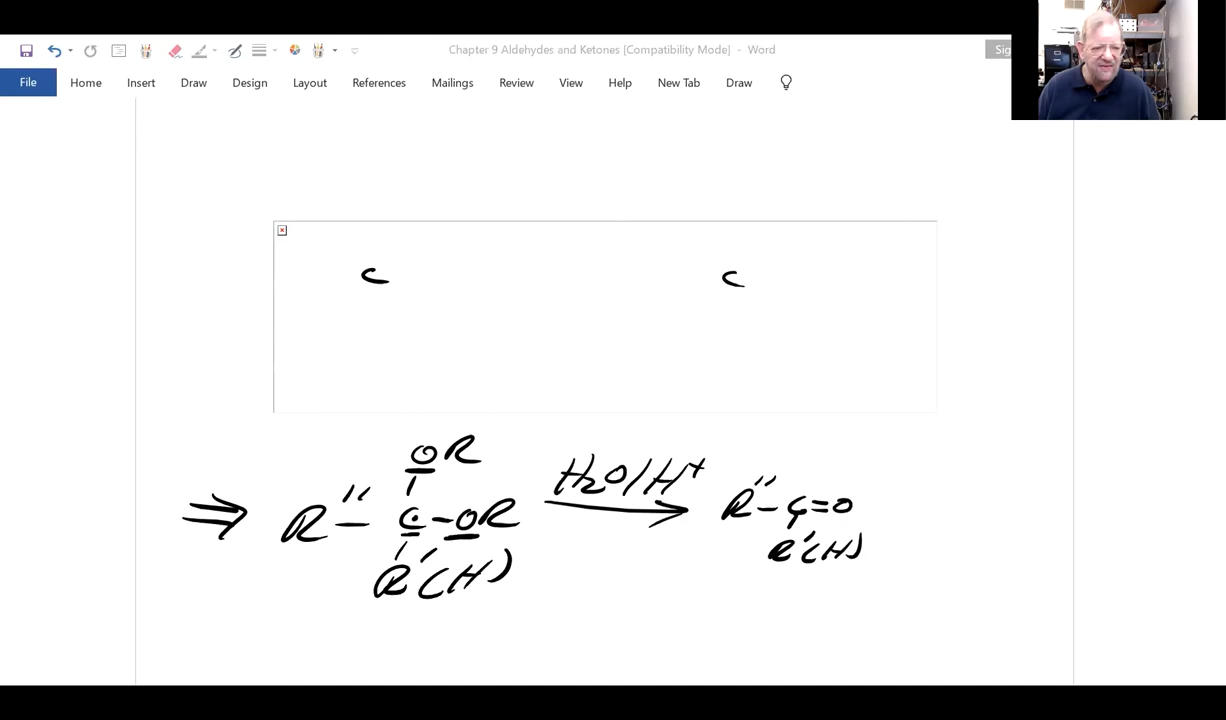 Chapter 9 Aldehydes and Ketones [Compatibility Mode] - Word
Sig
File Home Insert Draw Design Layout References Mailings Review View Help New Tab Draw
C C
OR
⇒ R'' - C - OR H2O/H+ R'' - C = O
R'(H) R'(H)